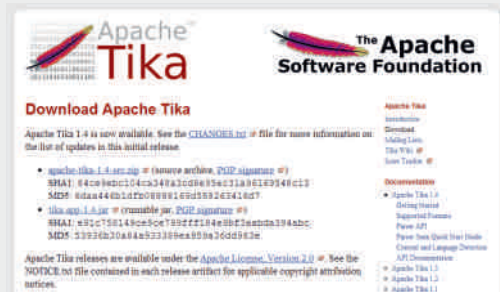 Apache
Tika
The Apache
Software Foundation
Download Apache Tika
Apache Tika 1.4 is now available. See the CHANGES.txt file for more information on
the list of updates in this initial release.
apache-tika-1.4-src.zip (source archive, PGP signature)
SHA1:
MD5:
tika-app-1.4.jar (runnable jar, PGP signature)
SHA1:
MD5:
Apache Tika releases are available under the Apache License, Version 2.0. See the
NOTICE.txt file contained in each release artifact for applicable copyright attribution
notices.
Apache Tika
Introduction
Download
Mailing Lists
Tika Wiki
Issue Tracker
Documentation
Apache Tika 1.4
Getting Started
Supported Formats
Parser API
Parser 5min Quick Start Guide
Content and Language Detection
API Documentation
Apache Tika 1.3
Apache Tika 1.2
Apache Tika 1.1